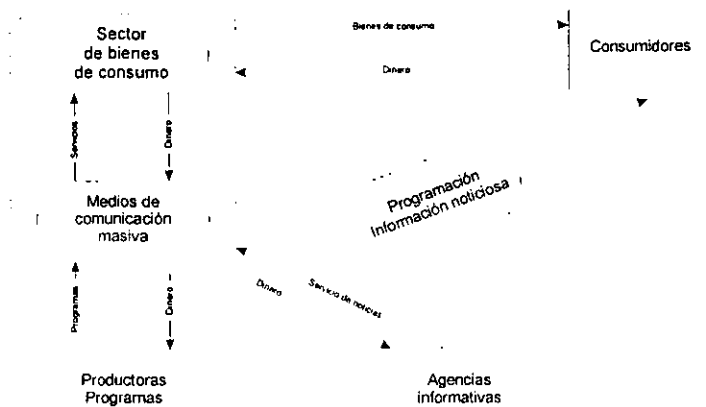 Sector
de bienes
de consumo
Bienes de consumo
Dinero
Consumidores
Servicios
Dinero
Programación
Información noticiosa
Medios de
comunicación
masiva
Programas
Dinero
Dinero
Servicio de noticias
Productoras
Programas
Agencias
informativas